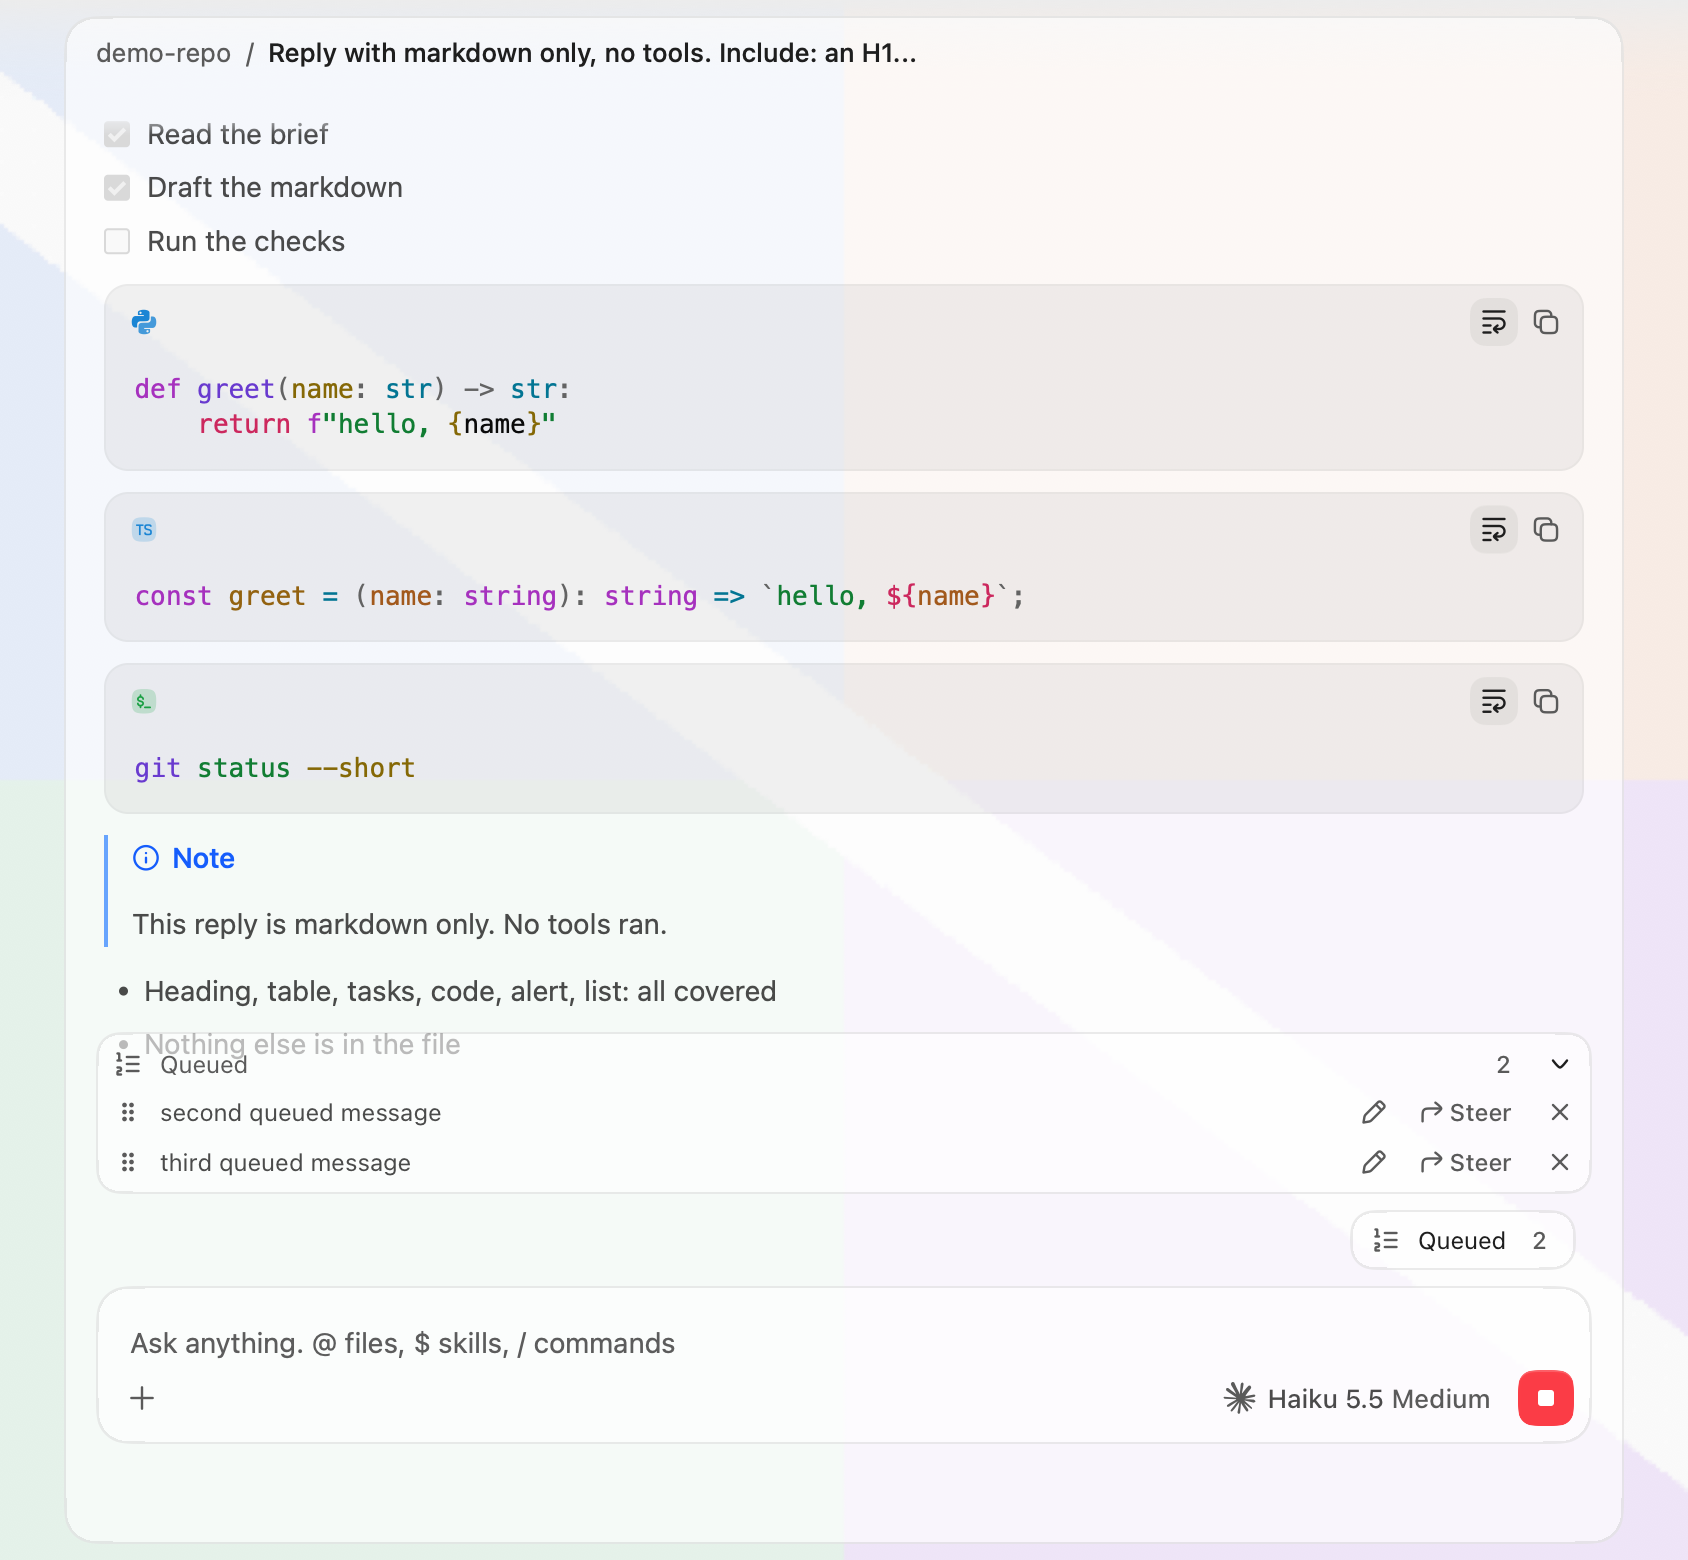 demo-repo / Reply with markdown only, no tools. Include: an H1...
Read the brief
Draft the markdown
Run the checks
def greet(name: str) -> str:
    return f"hello, {name}"
TS
const greet = (name: string): string => `hello, ${name}`;
$_
git status --short
Note
This reply is markdown only. No tools ran.
• Heading, table, tasks, code, alert, list: all covered
• Nothing else is in the file
Queued 2
second queued message Steer
third queued message Steer
Queued 2
Ask anything. @ files, $ skills, / commands
Haiku 5.5 Medium